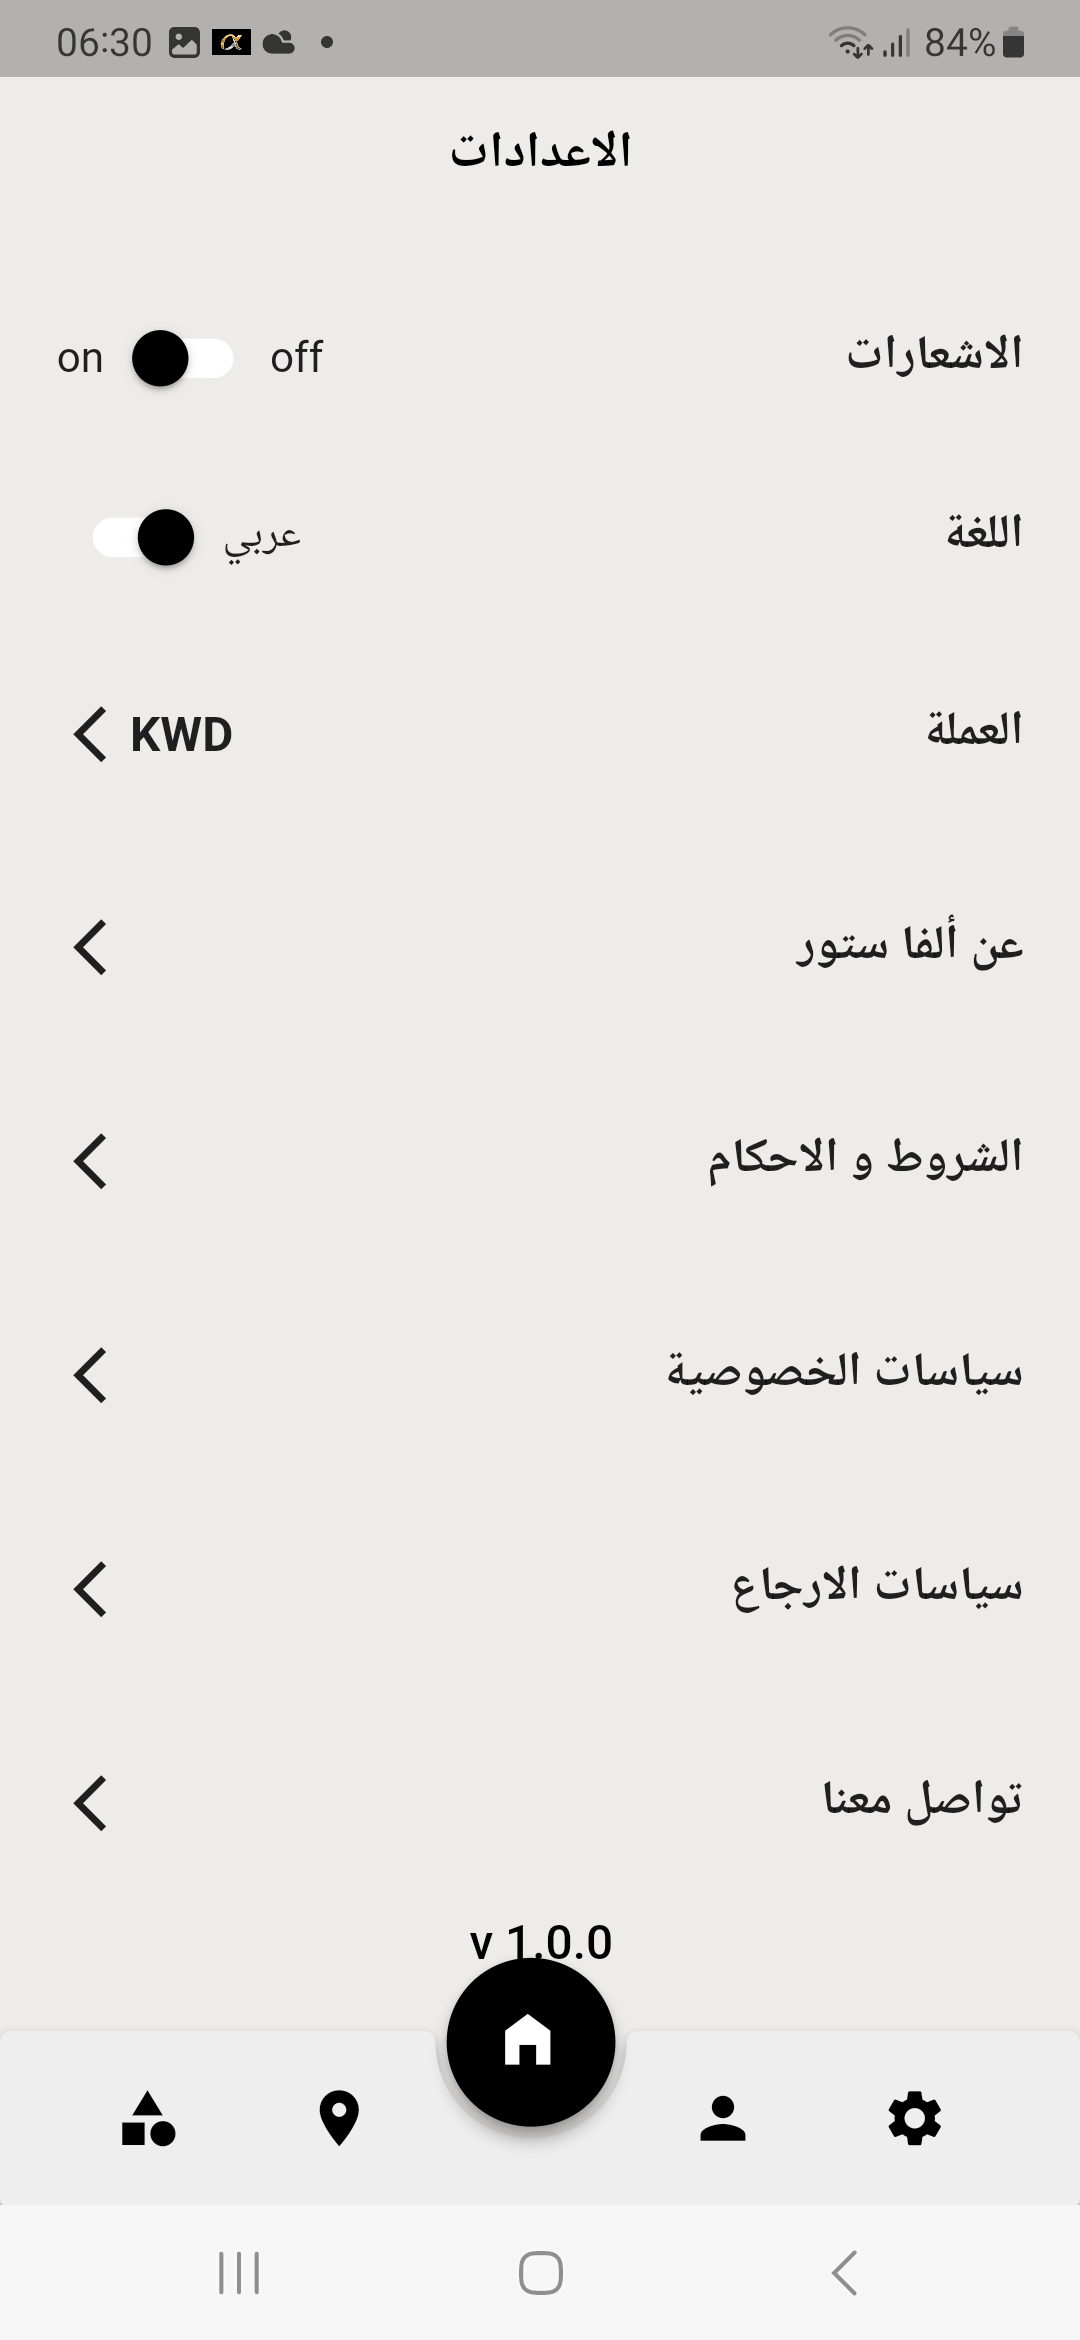 06:30
84%
الاعدادات
الاشعارات
off
on
اللغة
عربي
العملة
KWD
عن ألفا ستور
الشروط و الاحكام
سياسات الخصوصية
سياسات الارجاع
تواصل معنا
v 1.0.0